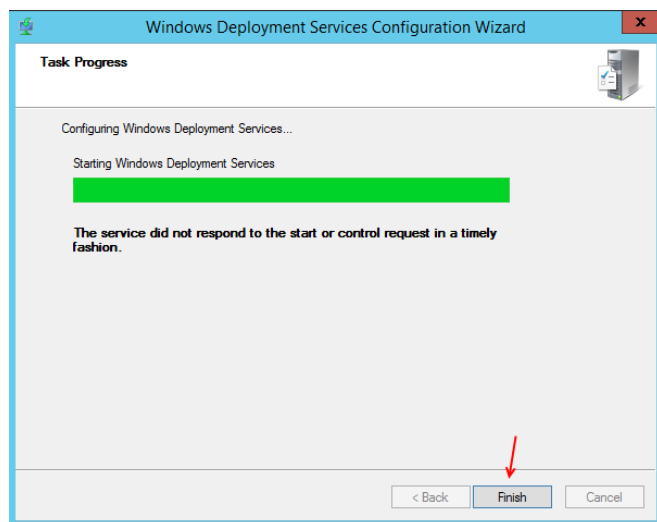 Windows Deployment Services Configuration Wizard
x
Task Progress
Configuring Windows Deployment Services...
Starting Windows Deployment Services
The service did not respond to the start or control request in a timely
fashion.
< Back Finish Cancel